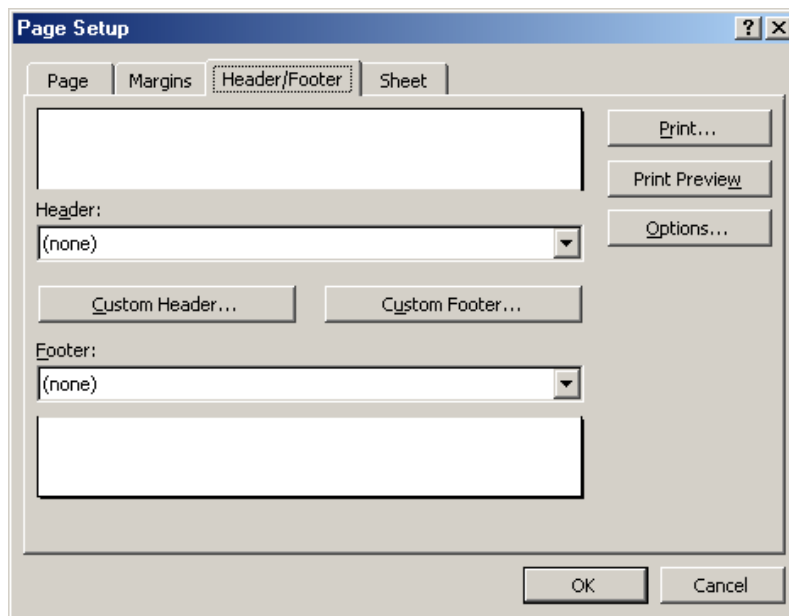 Page Setup
Page Margins Header/Footer Sheet
Print...
Print Preview
Header:
(none)
Options...
Custom Header... Custom Footer...
Footer:
(none)
OK Cancel